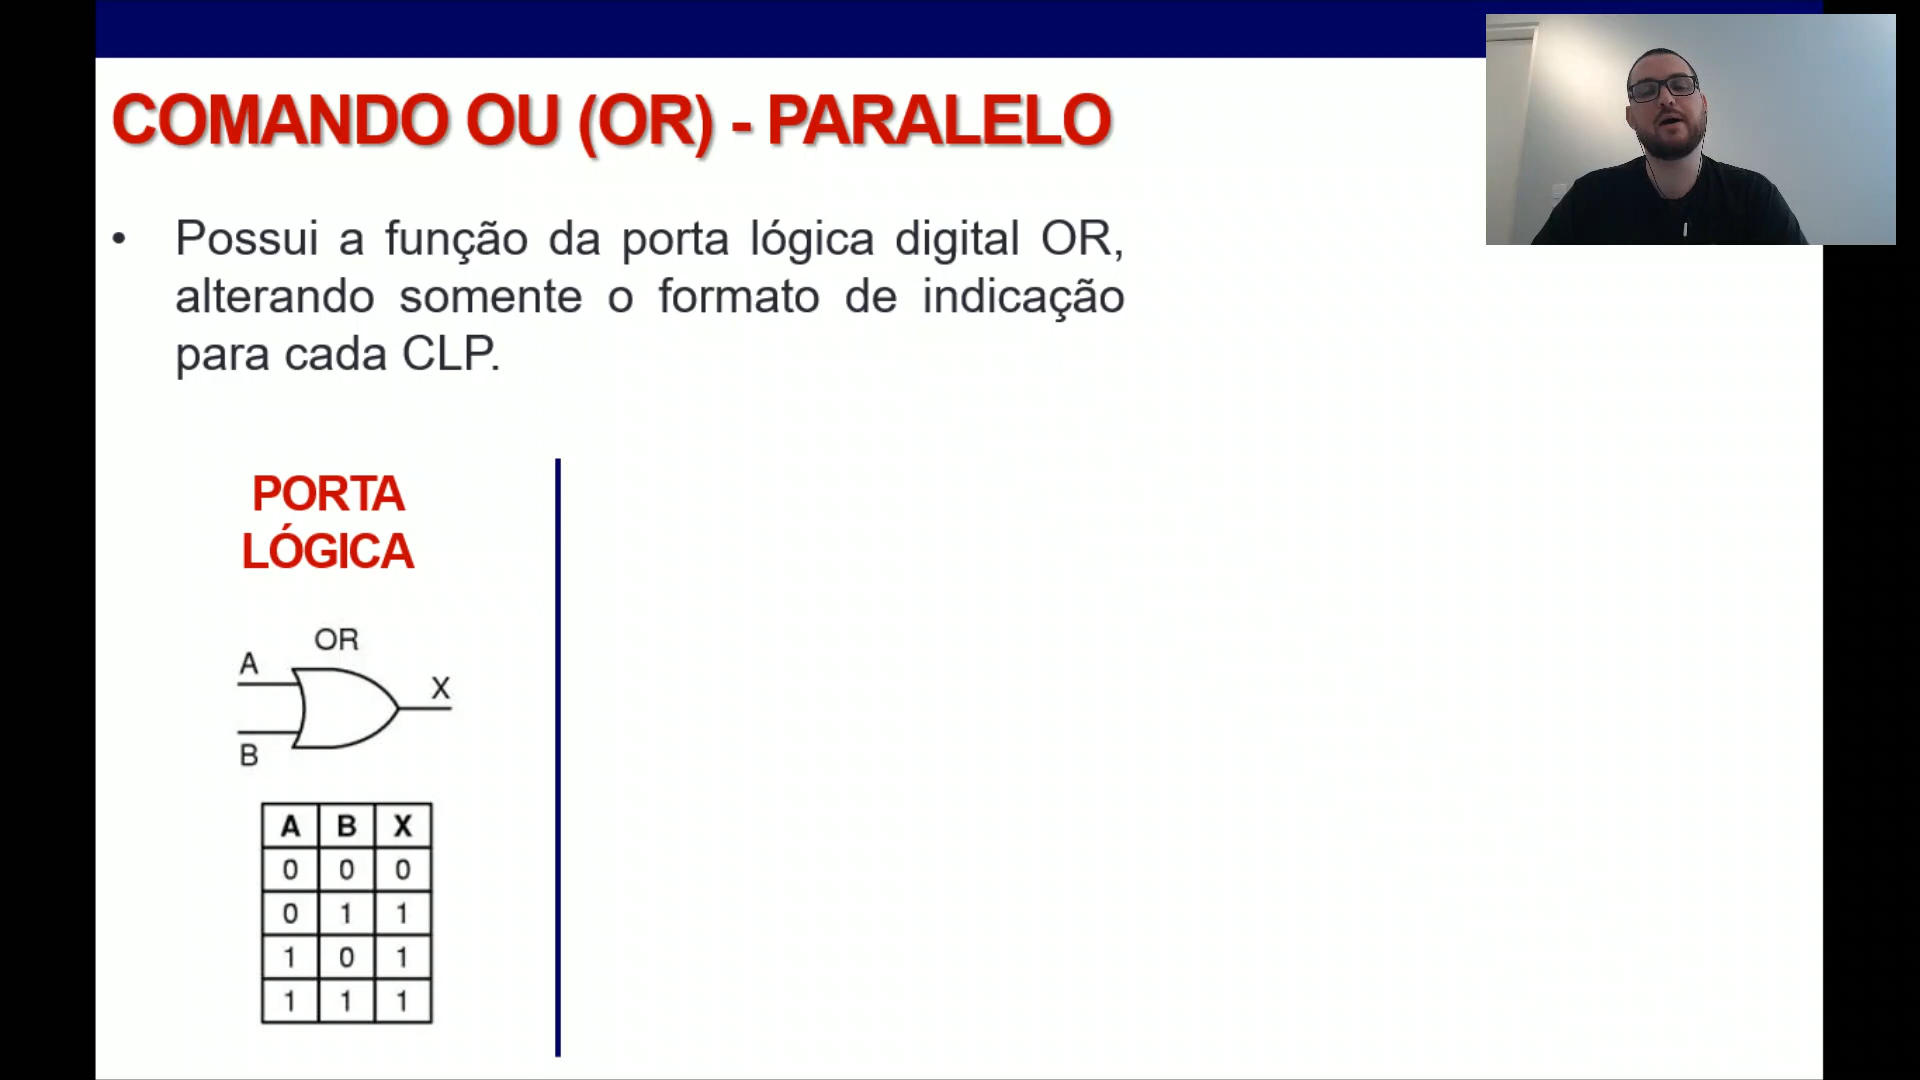 COMANDO OU (OR) - PARALELO
• Possui a função da porta lógica digital OR,
alterando somente o formato de indicação
para cada CLP.
PORTA
LÓGICA
OR
A
X
B
A B X
0 0 0
0 1 1
1 0 1
1 1 1